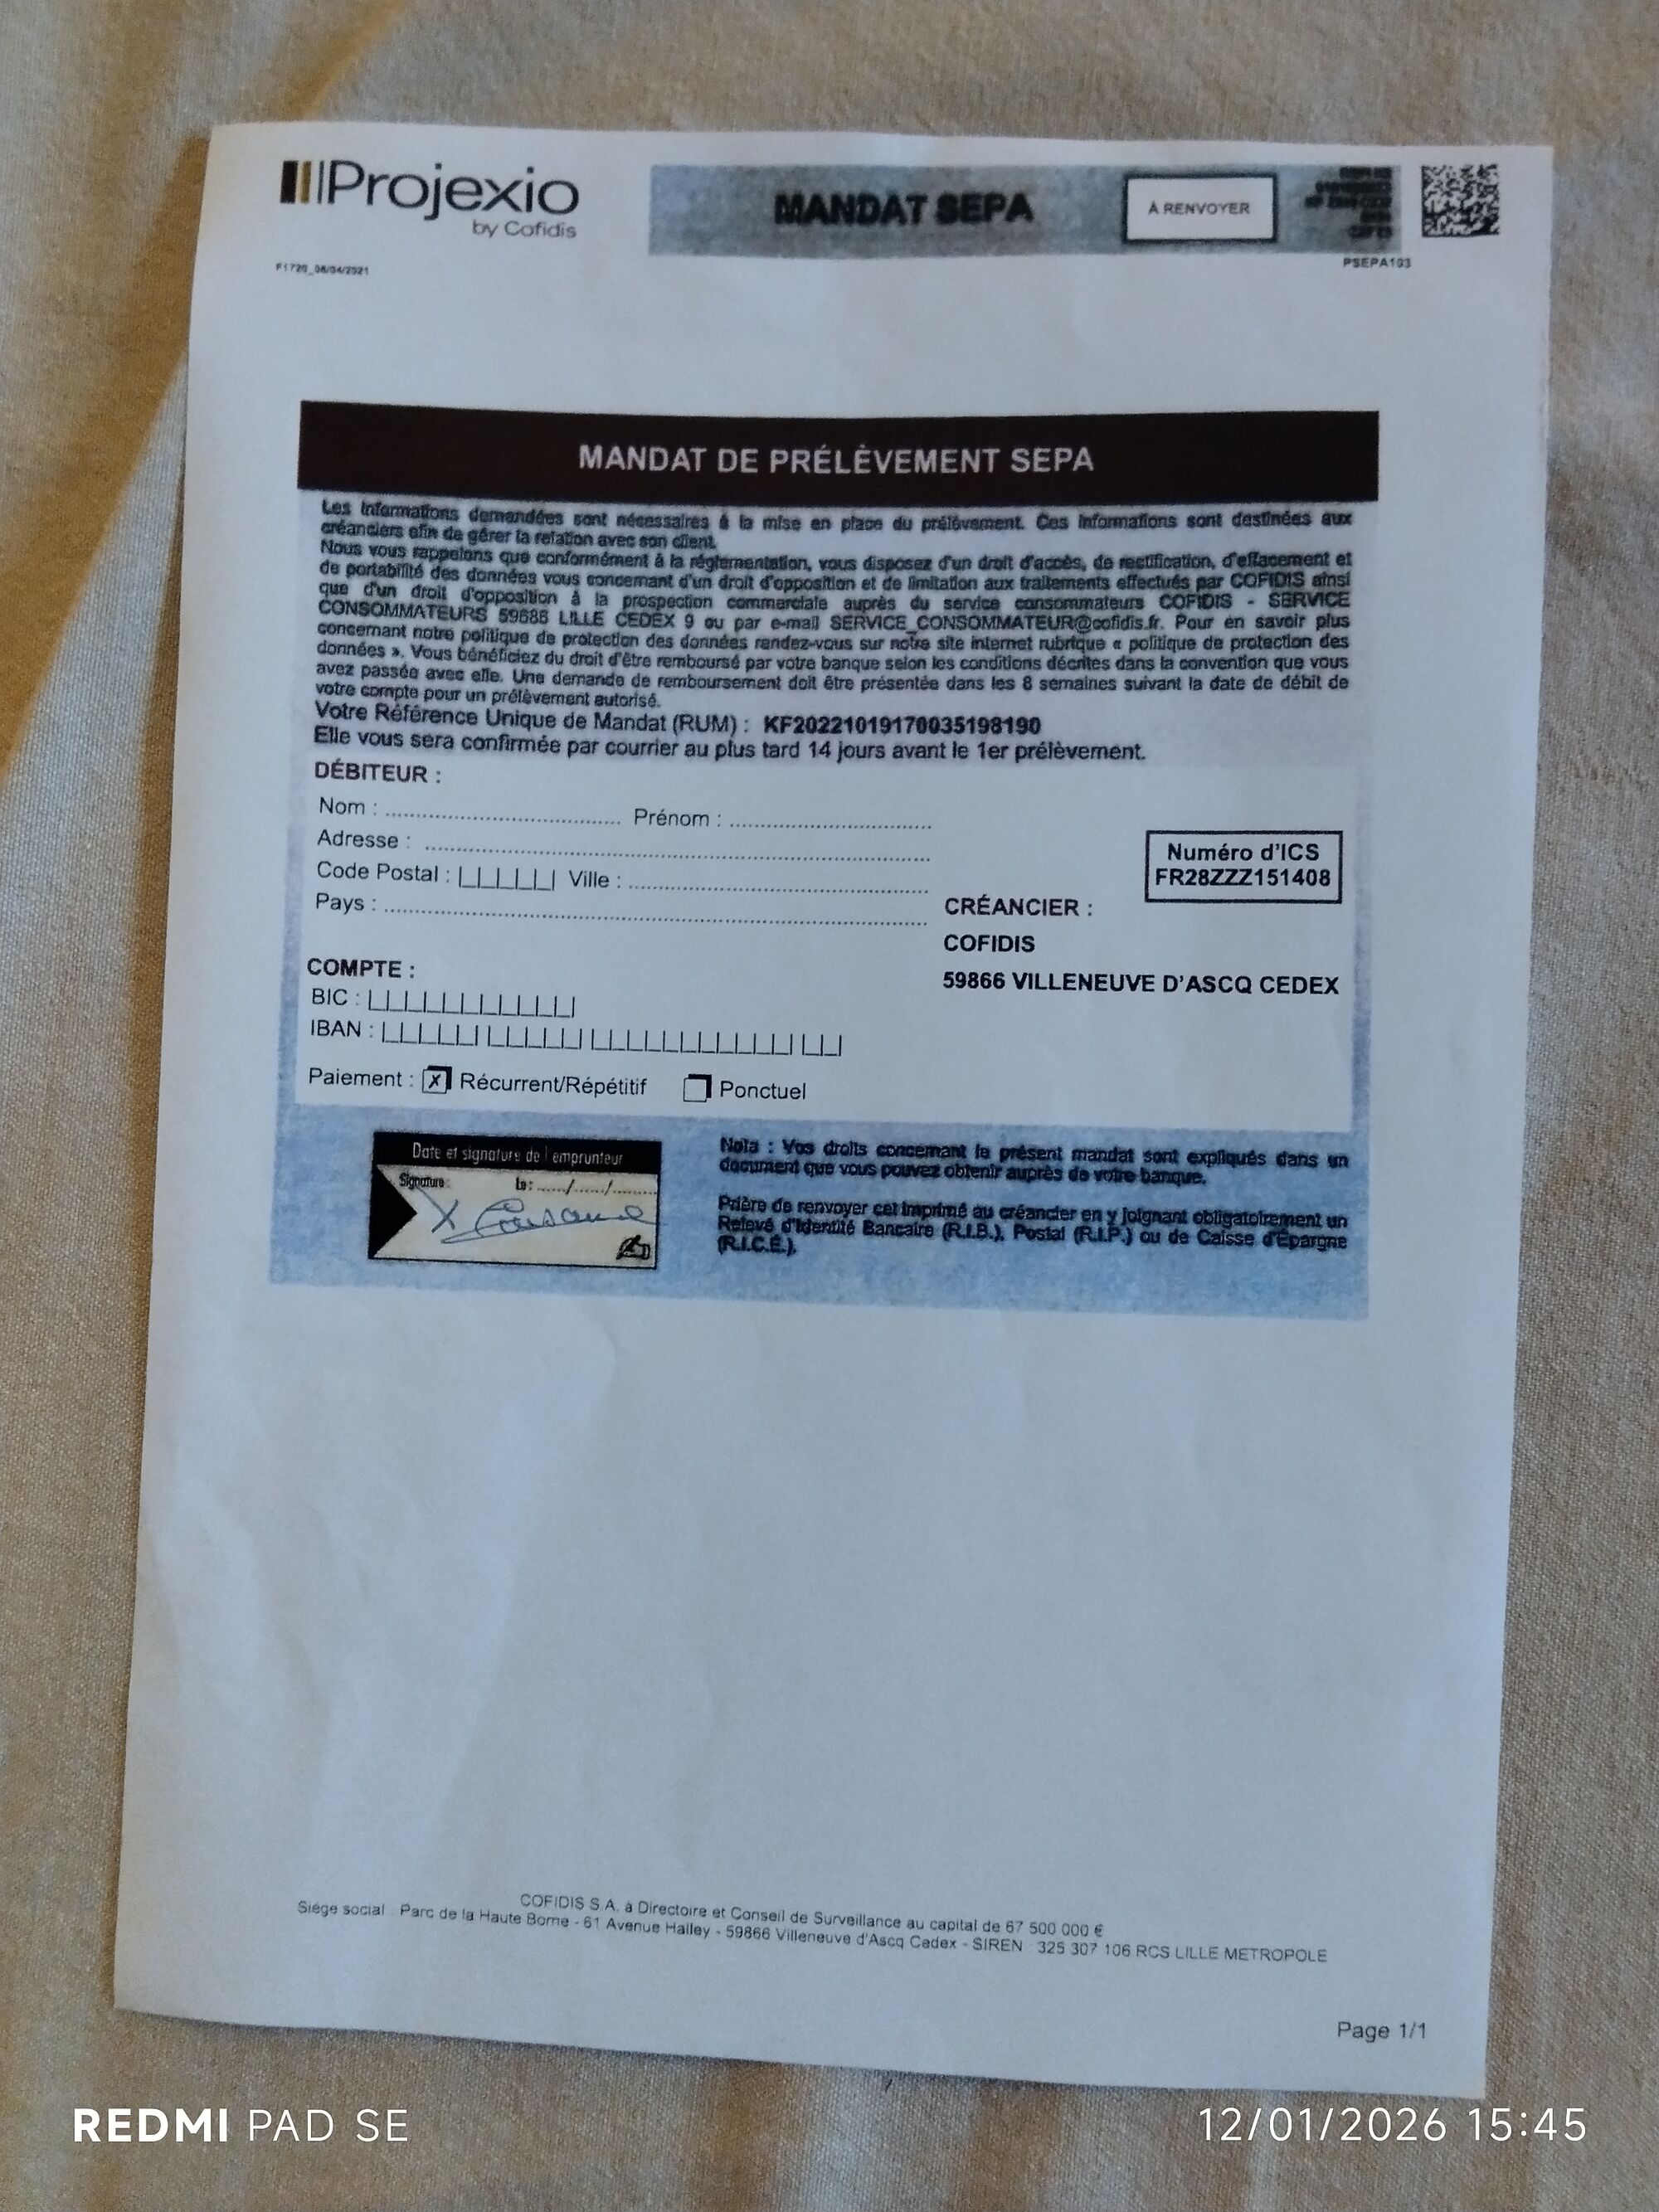 Projexio
by Cofidis
MANDAT SEPA
À RENVOYER
F1720_08/04/2021
PSEPA103
MANDAT DE PRÉLÈVEMENT SEPA
Les informations demandées sont nécessaires à la mise en place du prélèvement. Ces informations sont destinées aux
créanciers afin de gérer la relation avec son client.
Nous vous rappelons que conformément à la réglementation, vous disposez d'un droit d'accès, de rectification, d'effacement et
de portabilité des données vous concernant d'un droit d'opposition et de limitation aux traitements effectués par COFIDIS ainsi
que d'un droit d'opposition à la prospection commerciale auprès du service consommateurs COFIDIS - SERVICE
CONSOMMATEURS 59686 LILLE CEDEX 9 ou par e-mail SERVICE_CONSOMMATEUR@cofidis.fr. Pour en savoir plus
concernant notre politique de protection des données rendez-vous sur notre site internet rubrique « politique de protection des
données ». Vous bénéficiez du droit d'être remboursé par votre banque selon les conditions décrites dans la convention que vous
avez passée avec elle. Une demande de remboursement doit être présentée dans les 8 semaines suivant la date de débit de
votre compte pour un prélèvement autorisé.
Votre Référence Unique de Mandat (RUM) : KF20221019170035198190
Elle vous sera confirmée par courrier au plus tard 14 jours avant le 1er prélèvement.
DÉBITEUR :
Nom : Prénom :
Adresse :
Code Postal : Ville :
Pays :
Numéro d'ICS
FR28ZZZ151408
CRÉANCIER :
COFIDIS
59866 VILLENEUVE D'ASCQ CEDEX
COMPTE :
BIC :
IBAN :
Paiement : X Récurrent/Répétitif Ponctuel
Date et signature de l'emprunteur
Signature : Le : ...../....../..........
X
Nota : Vos droits concernant le présent mandat sont expliqués dans un
document que vous pouvez obtenir auprès de votre banque.
Prière de renvoyer cet imprimé au créancier en y joignant obligatoirement un
Relevé d'Identité Bancaire (R.I.B.), Postal (R.I.P.) ou de Caisse d'Épargne
(R.I.C.E.).
COFIDIS S.A. à Directoire et Conseil de Surveillance au capital de 67 500 000 €
Siège social : Parc de la Haute Borne - 61 Avenue Halley - 59866 Villeneuve d'Ascq Cedex - SIREN 325 307 106 RCS LILLE METROPOLE
Page 1/1
REDMI PAD SE
12/01/2026 15:45